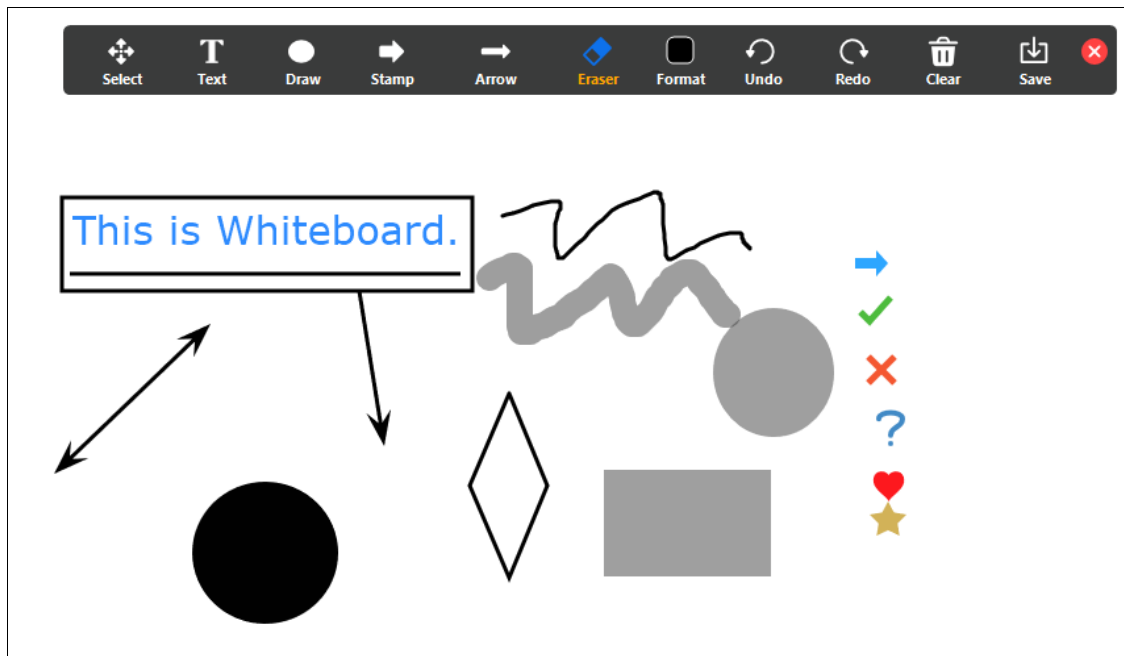 Select Text Draw Stamp Arrow Eraser Format Undo Redo Clear Save
This is Whiteboard.
?